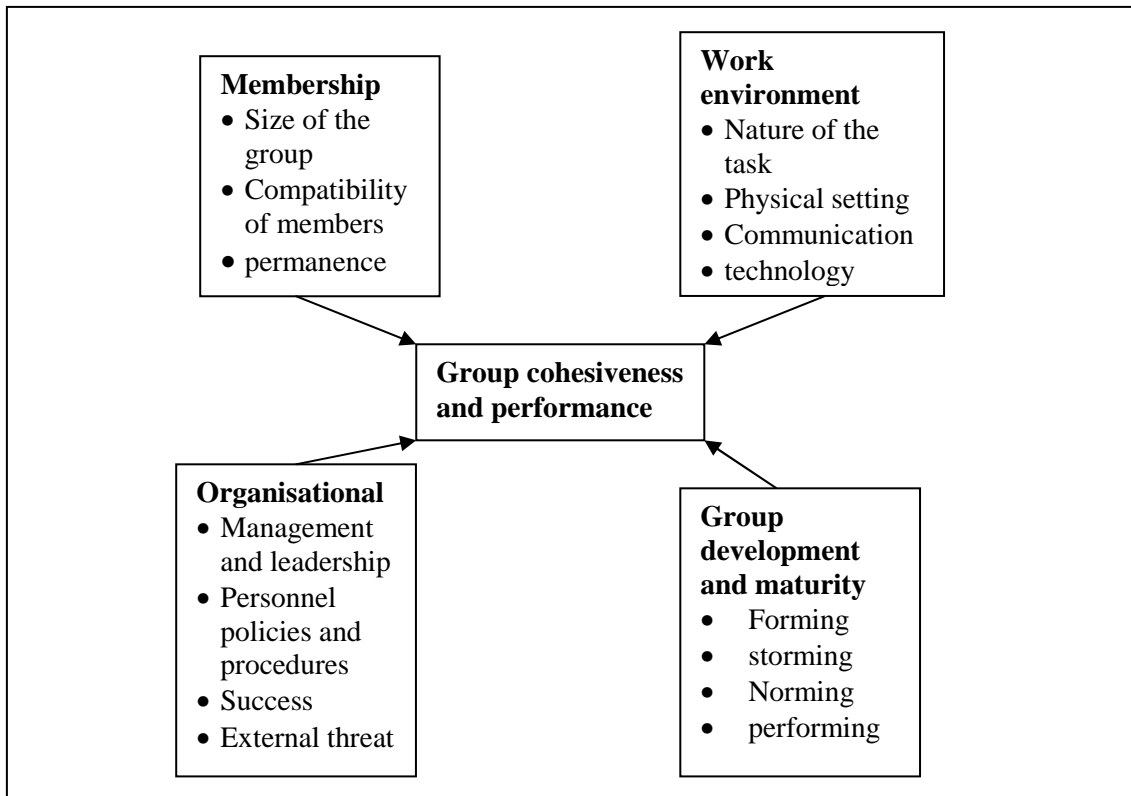 Membership
• Size of the
group
• Compatibility
of members
• permanence
Work
environment
• Nature of the
task
• Physical setting
• Communication
• technology
Group cohesiveness
and performance
Organisational
• Management
and leadership
• Personnel
policies and
procedures
• Success
• External threat
Group
development
and maturity
• Forming
• storming
• Norming
• performing